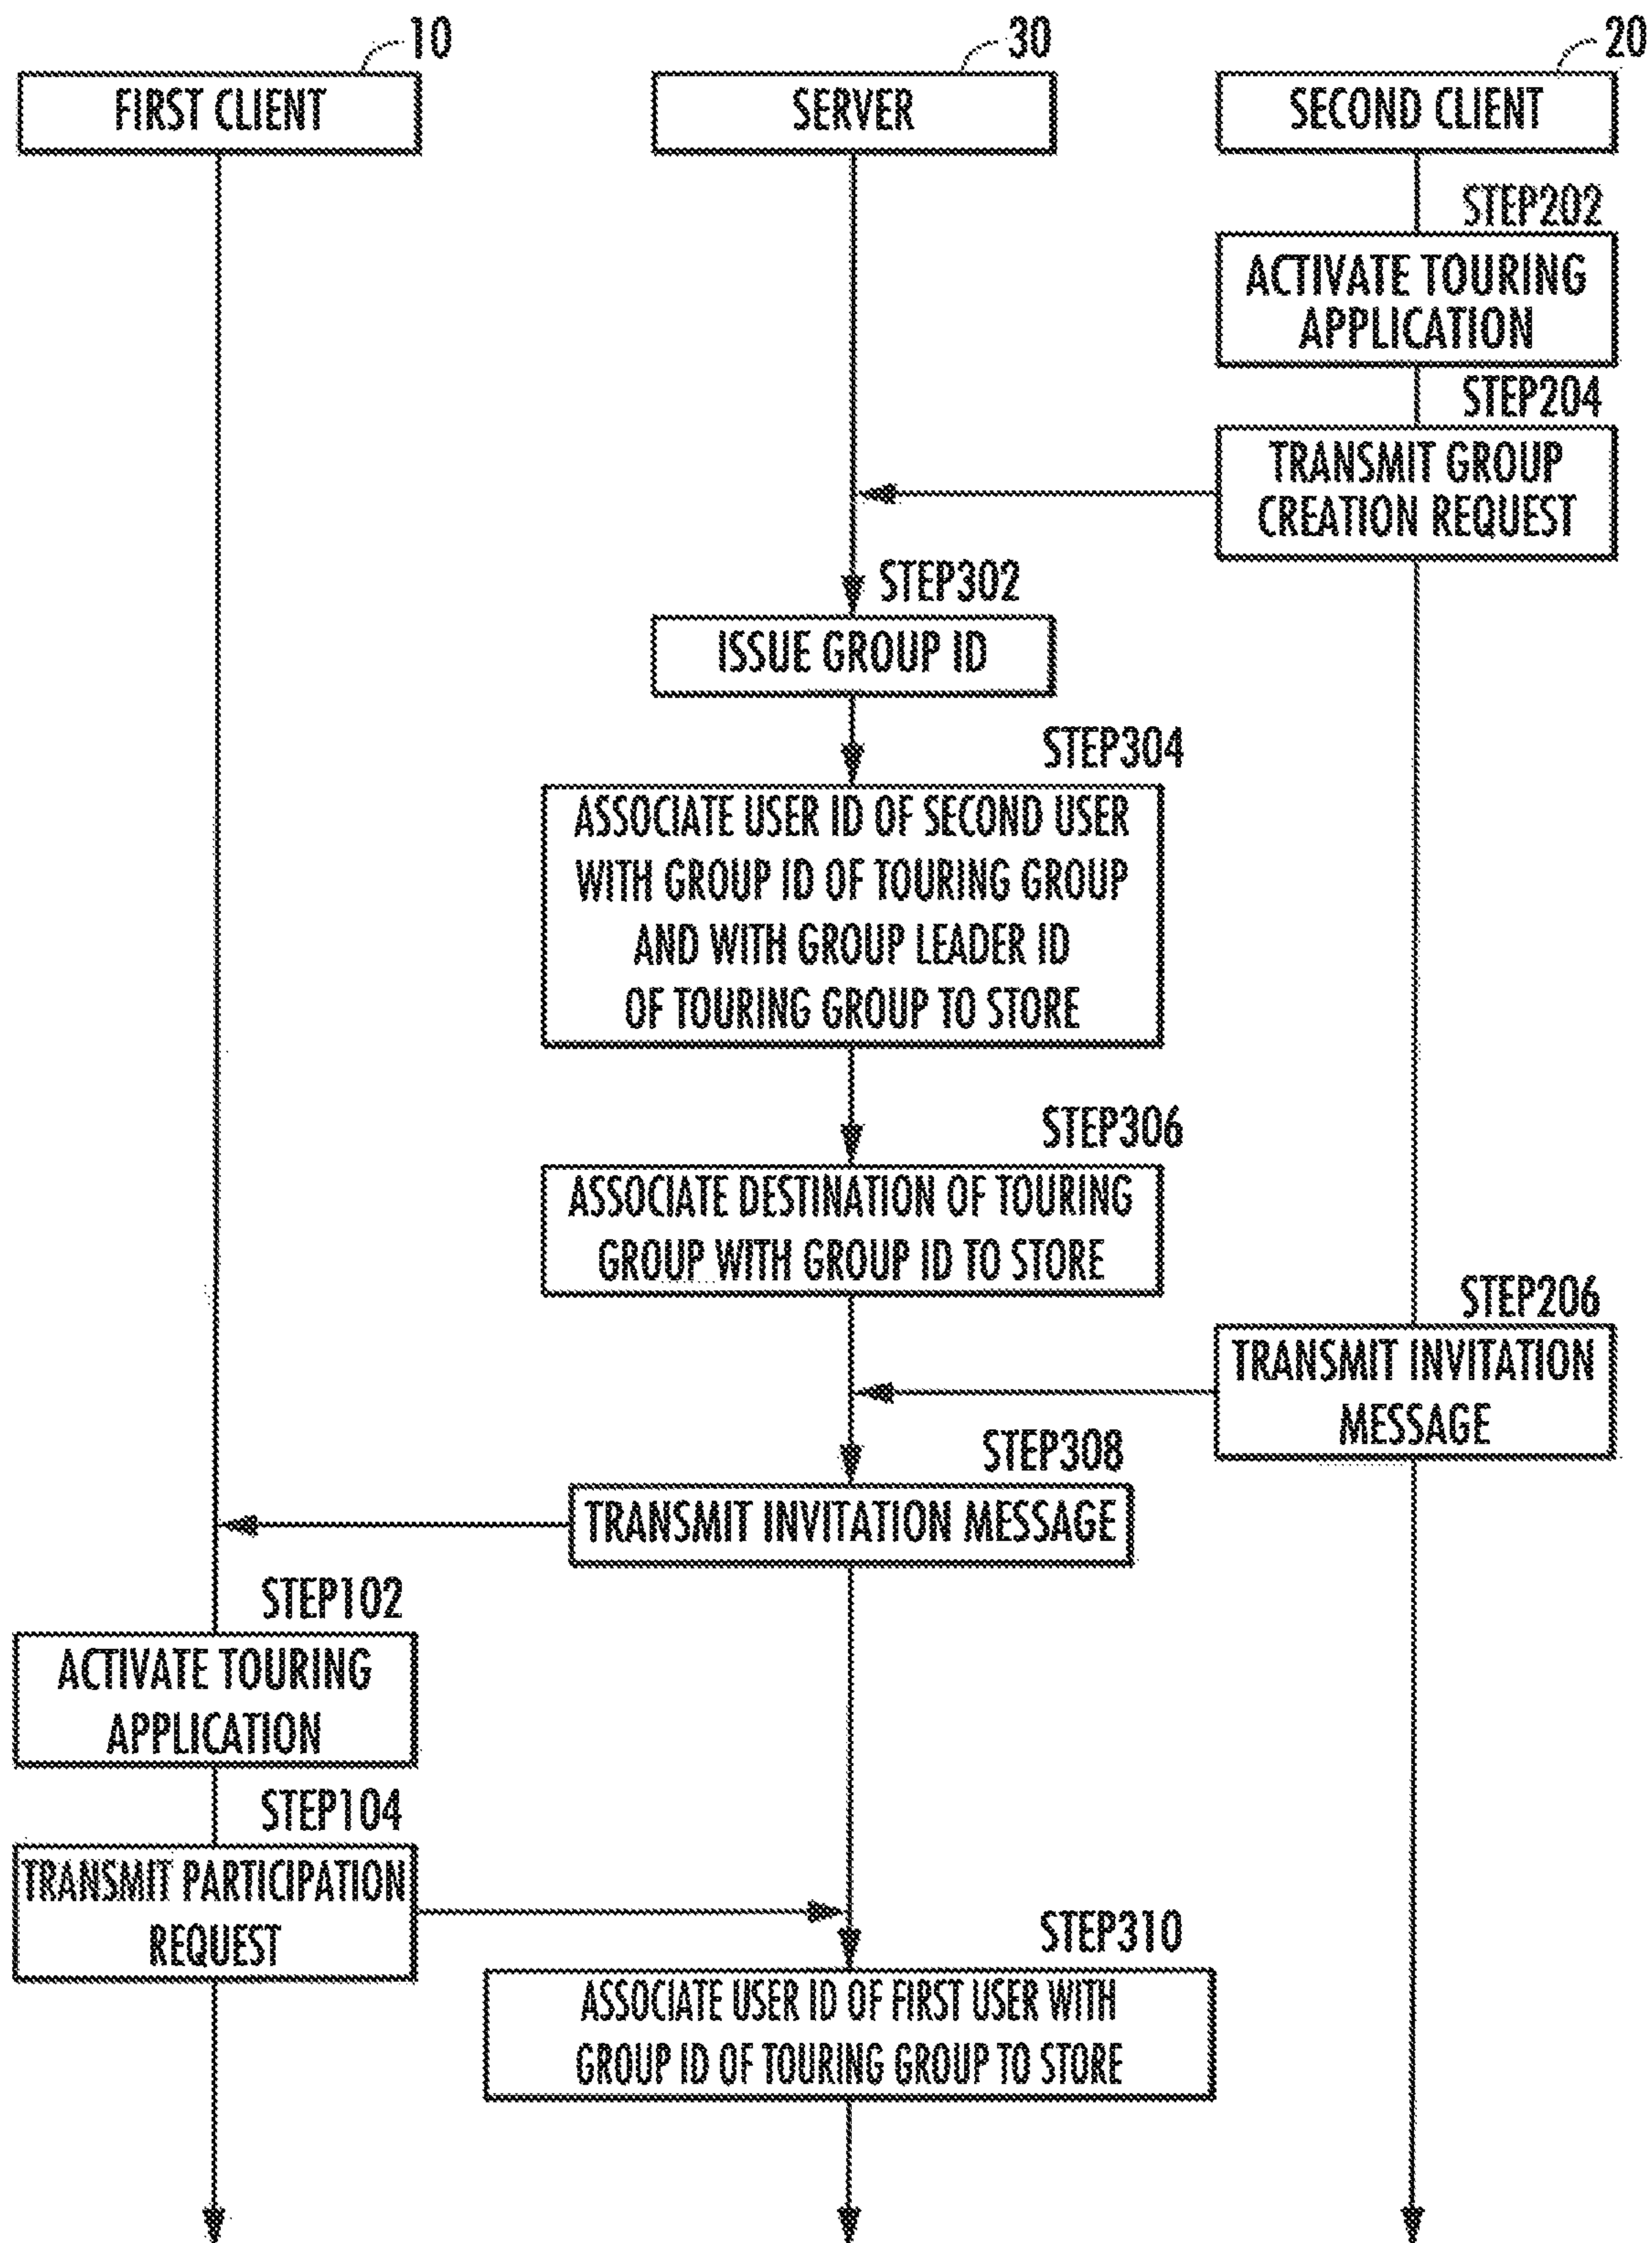 10
30
20
FIRST CLIENT
SERVER
SECOND CLIENT
STEP202
ACTIVATE TOURING
APPLICATION
STEP204
TRANSMIT GROUP
CREATION REQUEST
STEP302
ISSUE GROUP ID
STEP304
ASSOCIATE USER ID OF SECOND USER
WITH GROUP ID OF TOURING GROUP
AND WITH GROUP LEADER ID
OF TOURING GROUP TO STORE
STEP306
ASSOCIATE DESTINATION OF TOURING
GROUP WITH GROUP ID TO STORE
STEP206
TRANSMIT INVITATION
MESSAGE
STEP308
TRANSMIT INVITATION MESSAGE
STEP102
ACTIVATE TOURING
APPLICATION
STEP104
TRANSMIT PARTICIPATION
REQUEST
STEP310
ASSOCIATE USER ID OF FIRST USER WITH
GROUP ID OF TOURING GROUP TO STORE